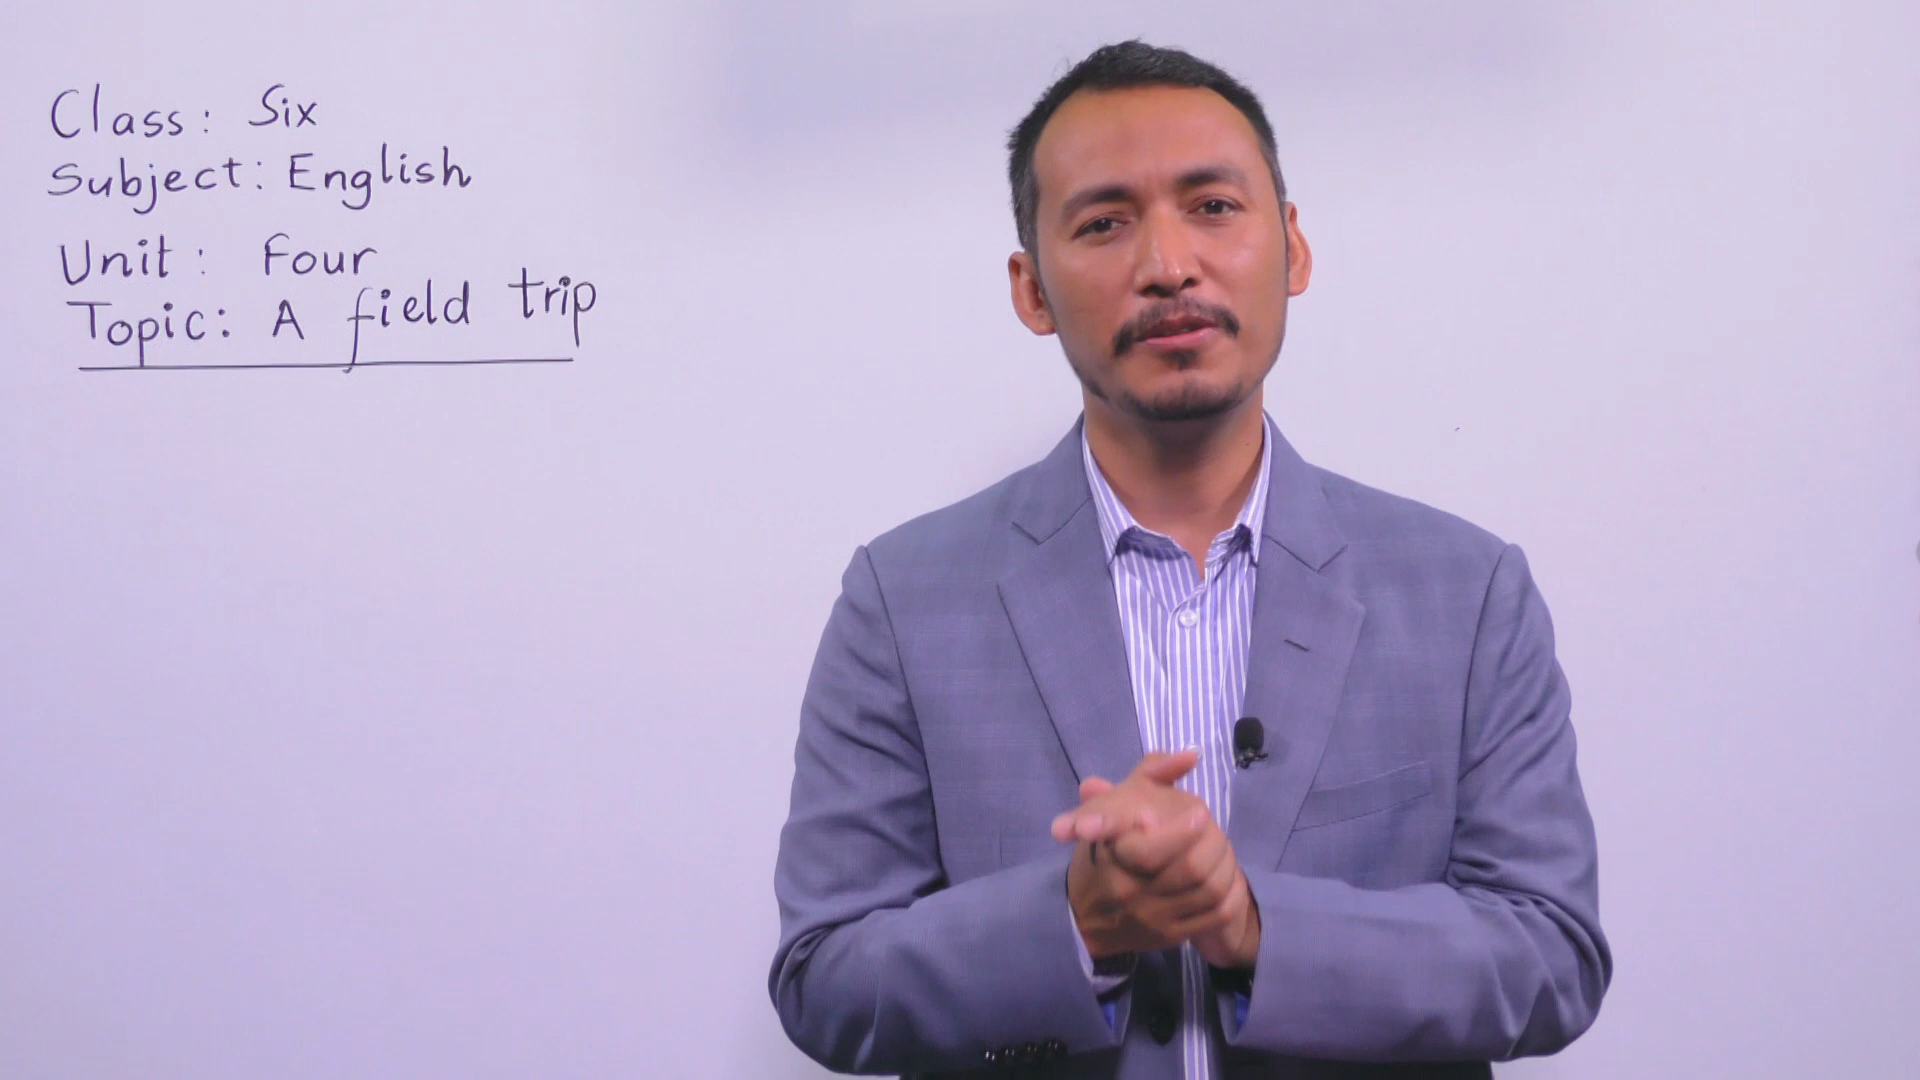 Class: Six
Subject: English
Unit: Four
Topic: A field trip